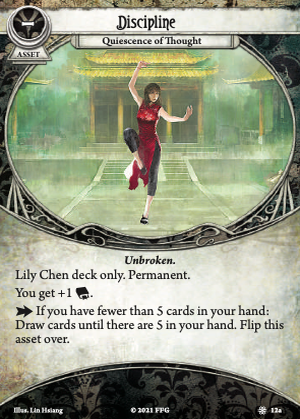 Discipline
Quiescence of Thought
ASSET
Unbroken.
Lily Chen deck only. Permanent.
You get +1 .
If you have fewer than 5 cards in your hand:
Draw cards until there are 5 in your hand. Flip this
asset over.
Illus. Lin Hsiang
© 2021 FFG
12a